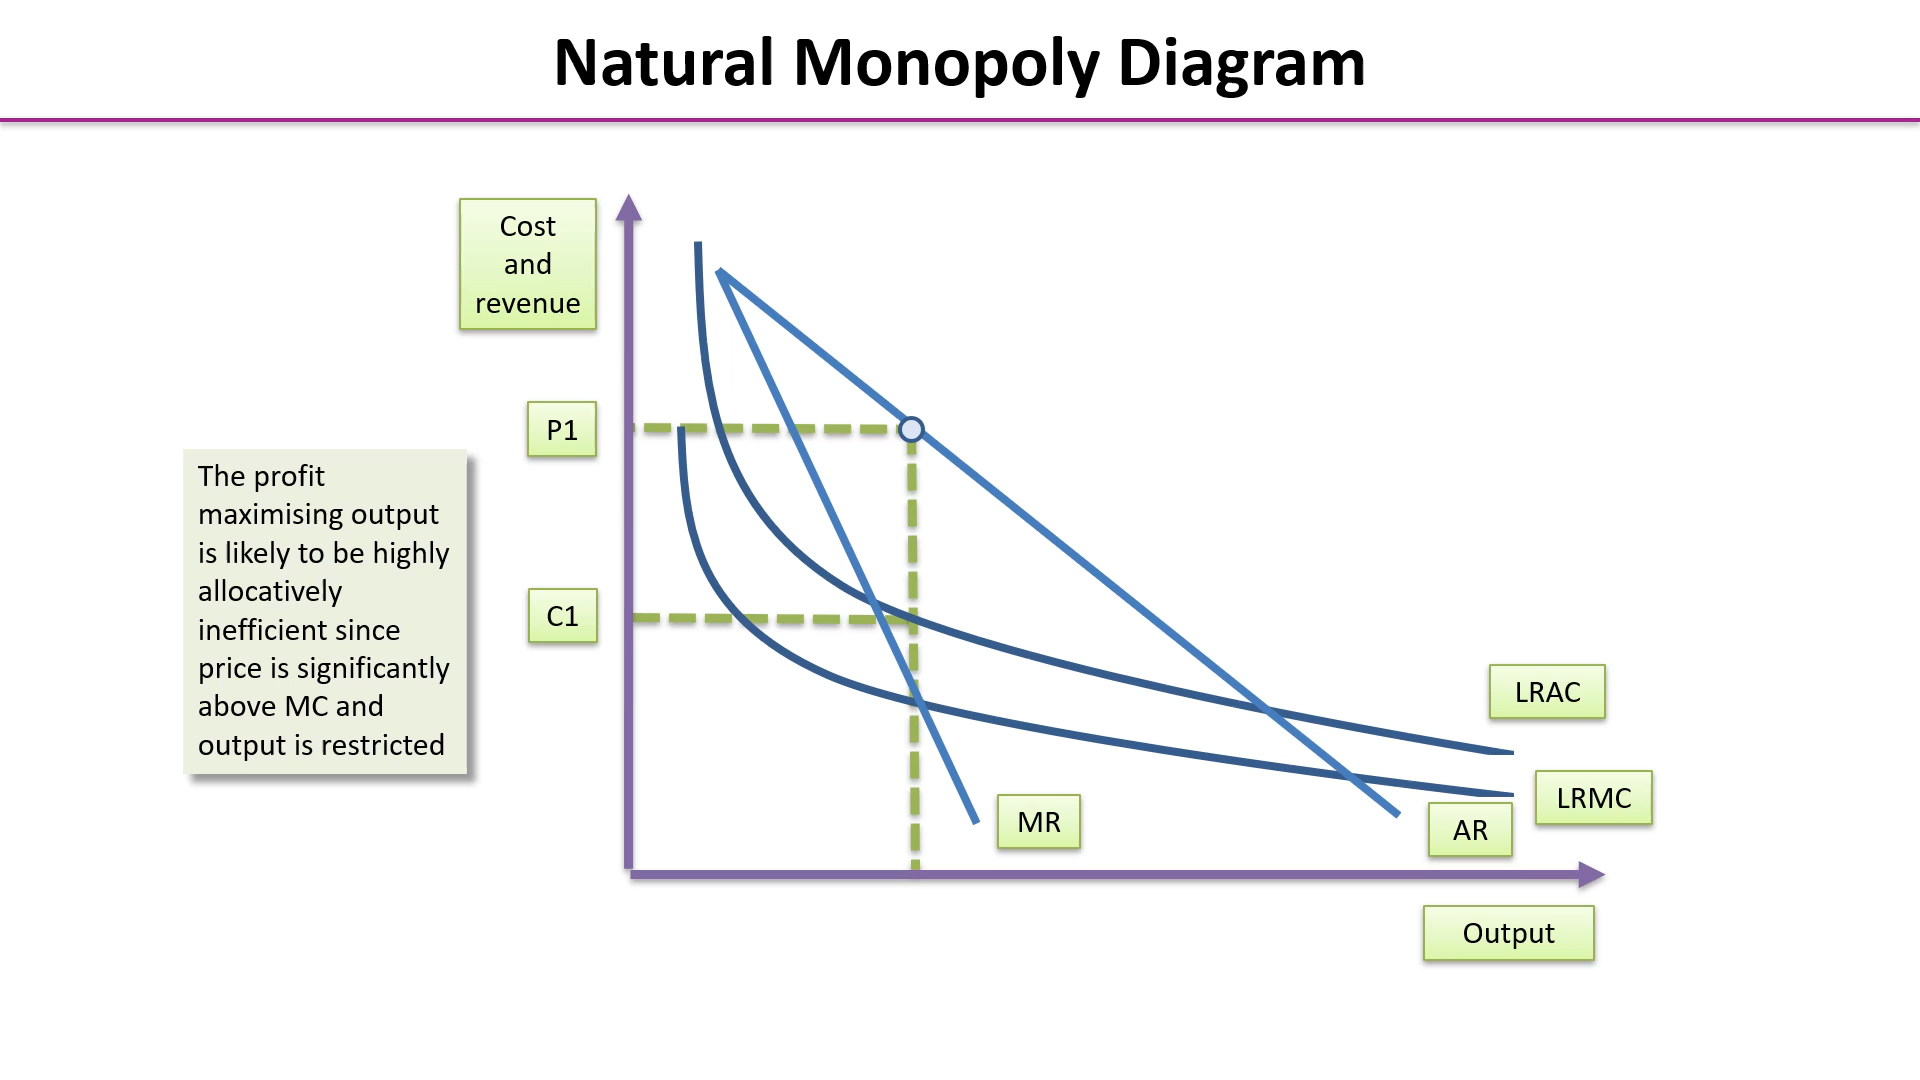 Natural Monopoly Diagram
Cost
and
revenue
P1
The profit
maximising output
is likely to be highly
allocatively
inefficient since
price is significantly
above MC and
output is restricted
C1
LRAC
LRMC
MR
AR
Output